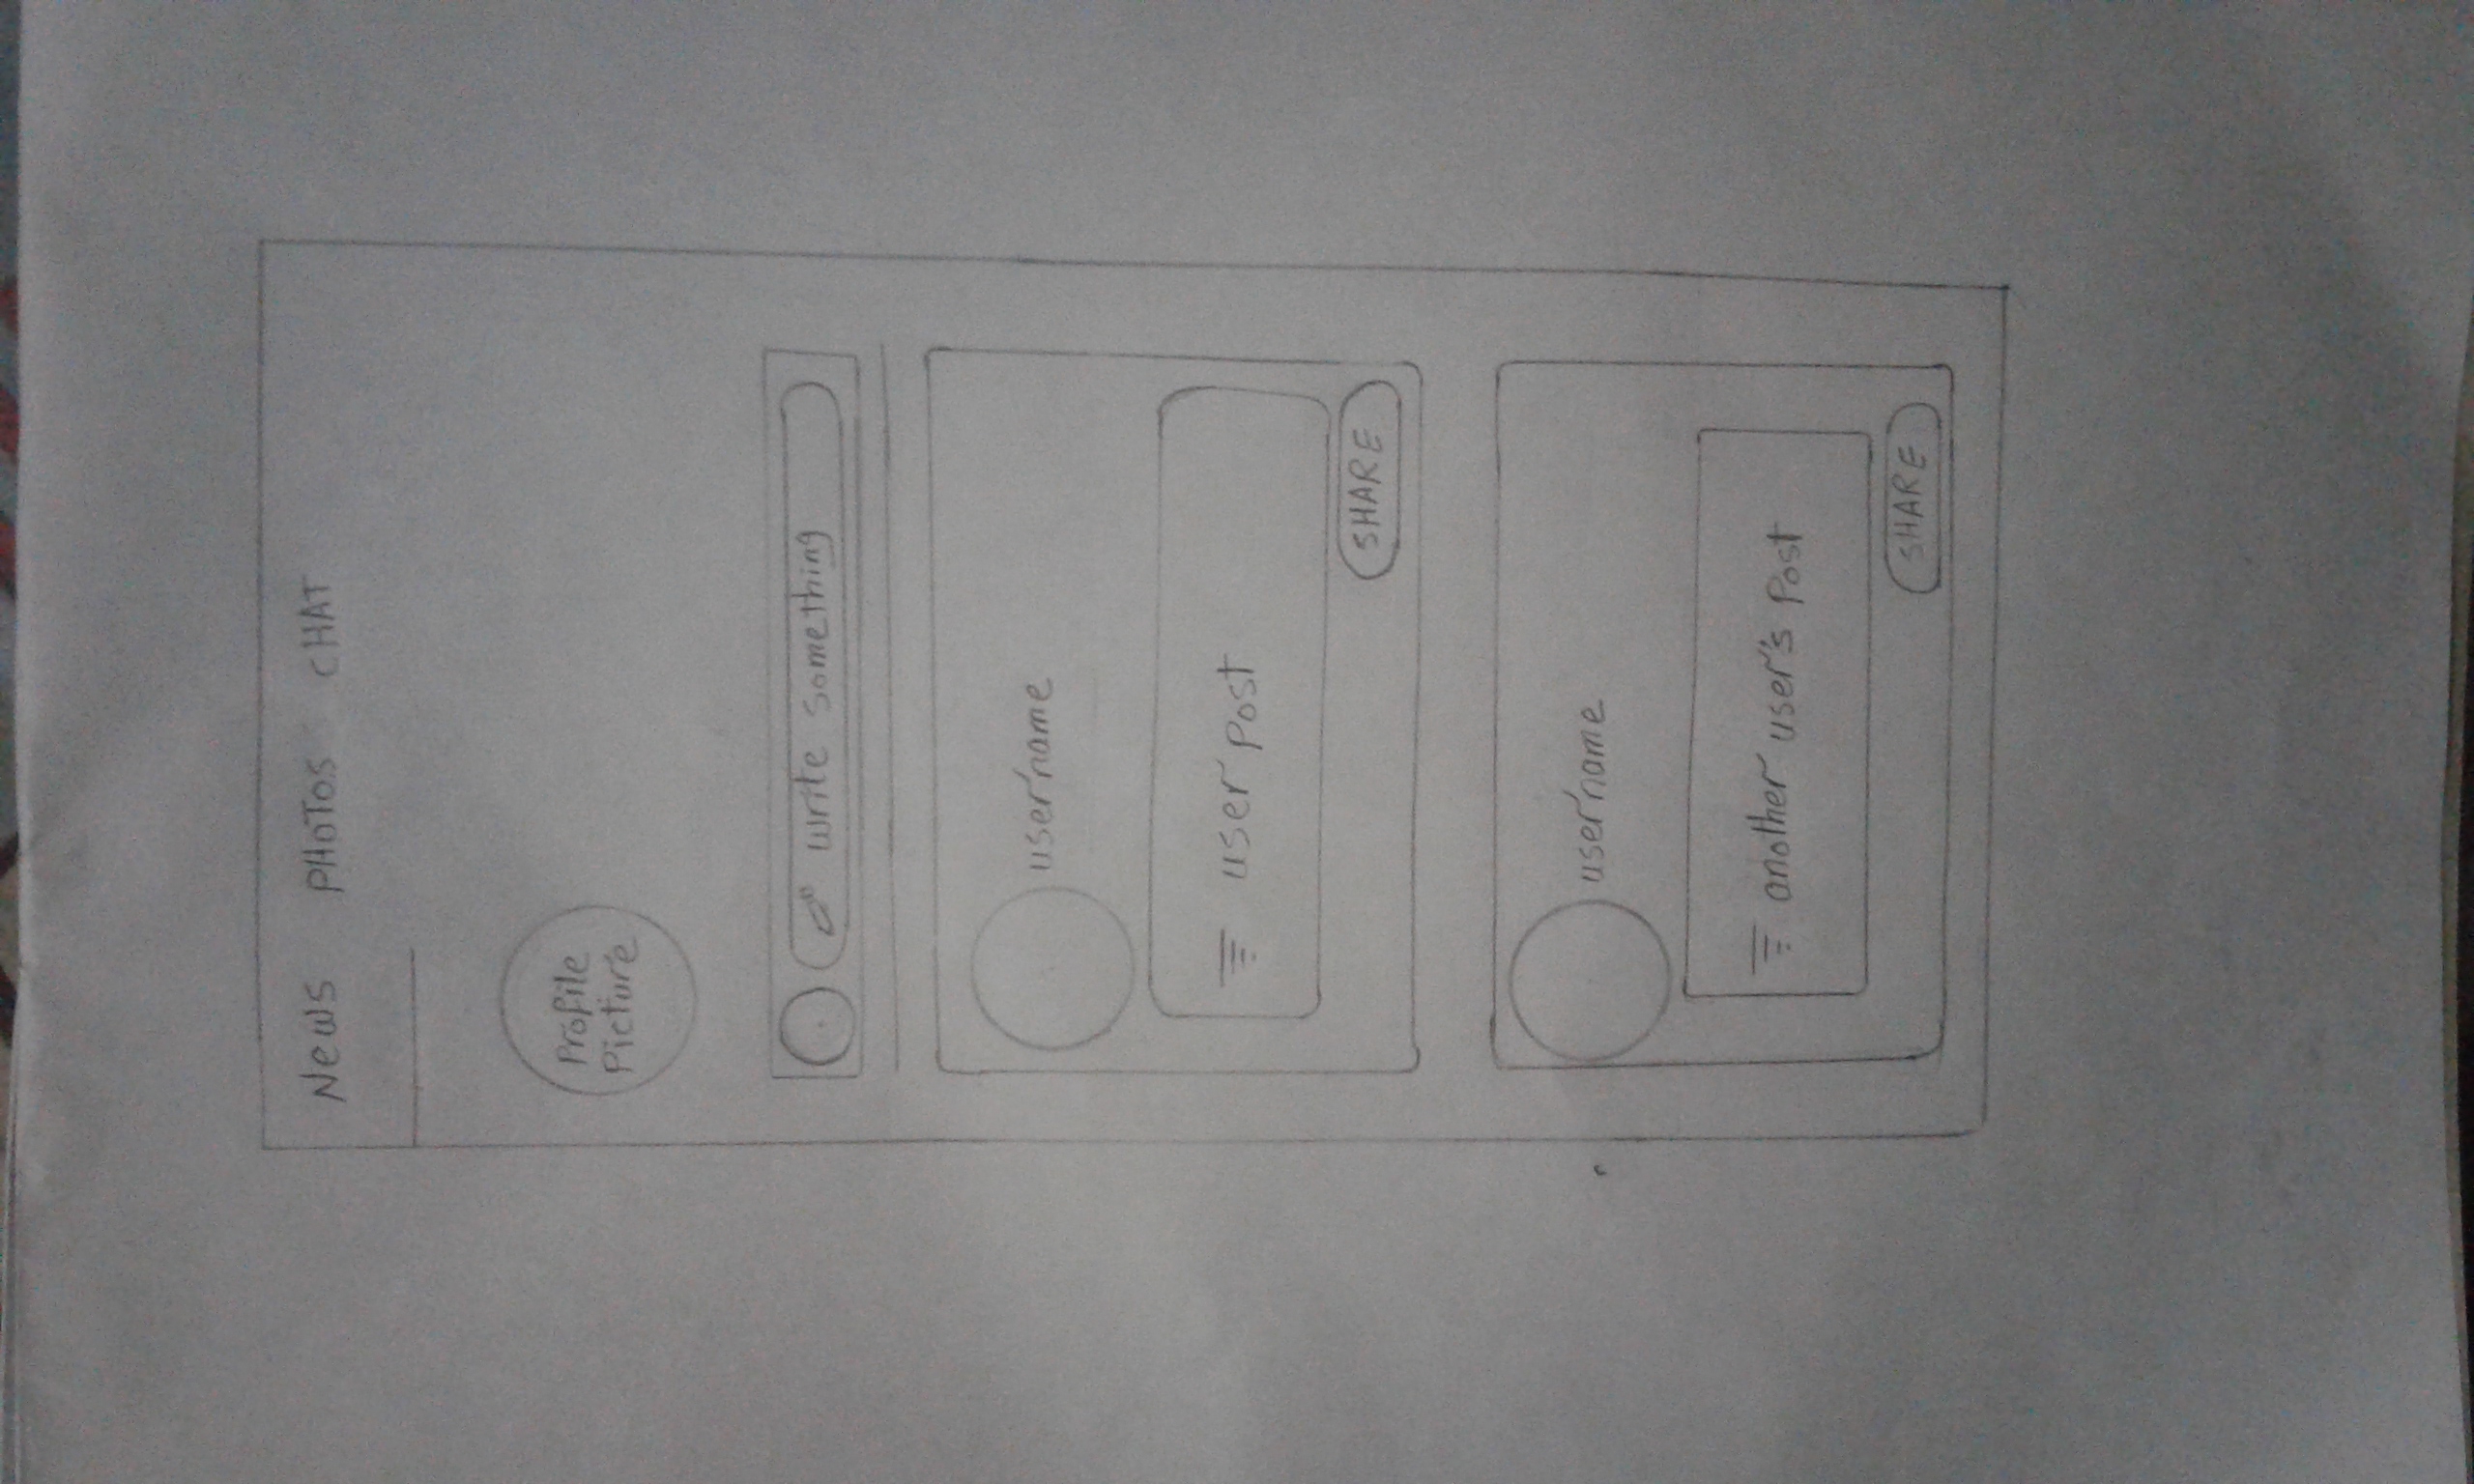 News PHOTOS CHAT
Profile
Picture
write something
username
user post
SHARE
username
another user's post
SHARE